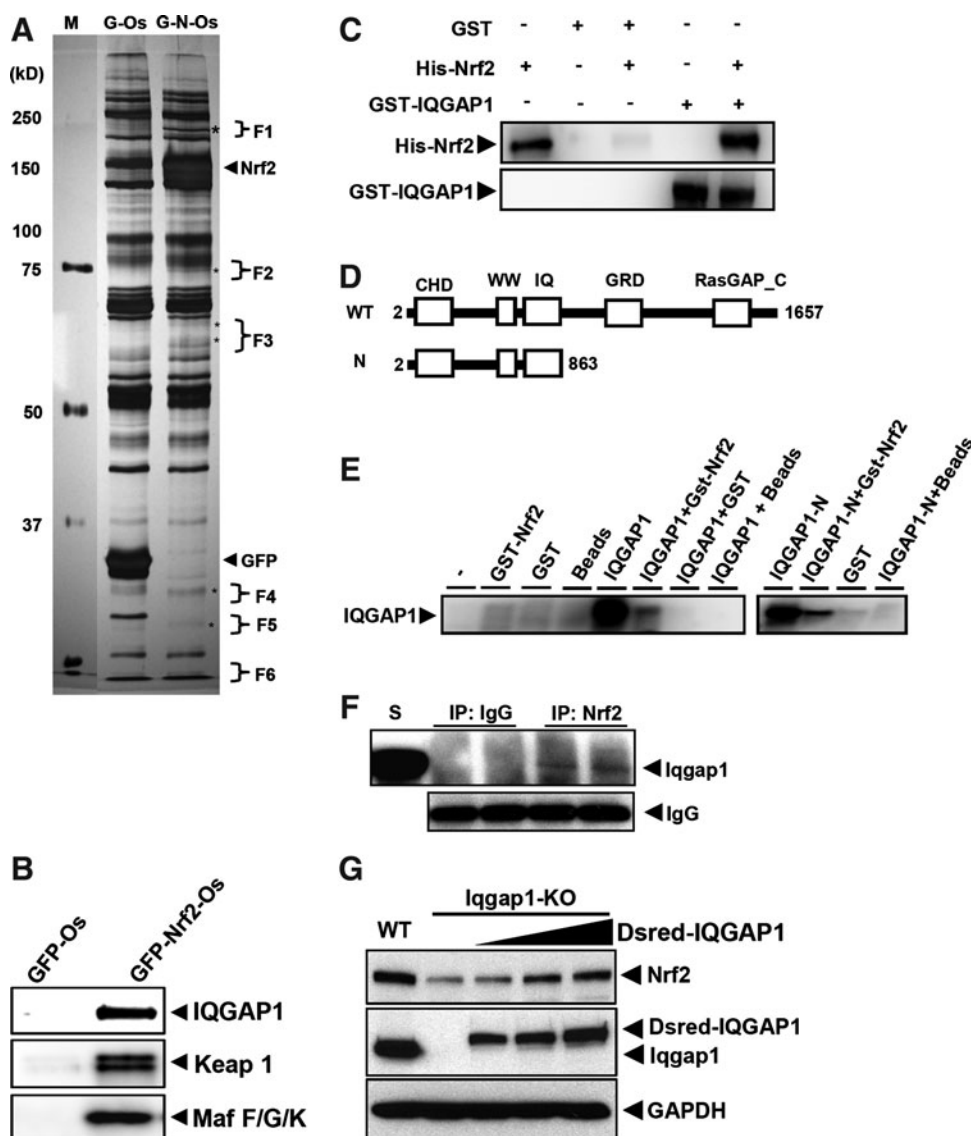 A
M G-Os G-N-Os
(kD)
250
F1
150
Nrf2
100
75
F2
F3
50
37
GFP
F4
F5
F6
B
GFP-Os
GFP-Nrf2-Os
IQGAP1
Keap 1
Maf F/G/K
C
GST - + + - -
His-Nrf2 + - + - +
GST-IQGAP1 - - - + +
His-Nrf2
GST-IQGAP1
D
CHD WW IQ GRD RasGAP_C
WT 2 1657
N 2 863
E
-
GST-Nrf2
GST
Beads
IQGAP1
IQGAP1+Gst-Nrf2
IQGAP1+GST
IQGAP1 + Beads
IQGAP1-N
IQGAP1-N+Gst-Nrf2
GST
IQGAP1-N+Beads
IQGAP1
F
S IP: IgG IP: Nrf2
Iqgap1
IgG
G
Iqgap1-KO
WT Dsred-IQGAP1
Nrf2
Dsred-IQGAP1
Iqgap1
GAPDH